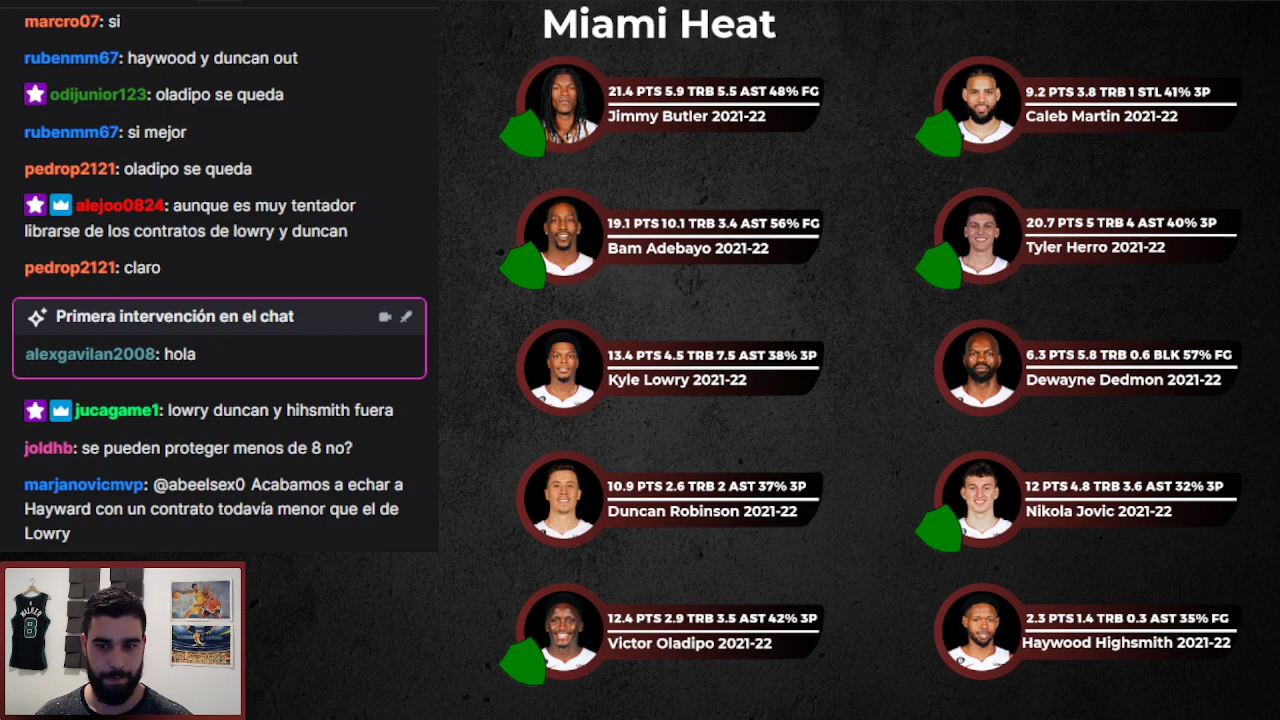 marcro07: si
rubenmm67: haywood y duncan out
odijunior123: oladipo se queda
rubenmm67: si mejor
pedrop2121: oladipo se queda
alejoo0824: aunque es muy tentador
librarse de los contratos de lowry y duncan
pedrop2121: claro
Primera intervención en el chat
alexgavilan2008: hola
jucagame1: lowry duncan y hihsmith fuera
joldhb: se pueden proteger menos de 8 no?
marjanovicmvp: @abeelsex0 Acabamos a echar a
Hayward con un contrato todavía menor que el de
Lowry
WALKER
8
Miami Heat
21.4 PTS 5.9 TRB 5.5 AST 48% FG
Jimmy Butler 2021-22
9.2 PTS 3.8 TRB 1 STL 41% 3P
Caleb Martin 2021-22
19.1 PTS 10.1 TRB 3.4 AST 56% FG
Bam Adebayo 2021-22
20.7 PTS 5 TRB 4 AST 40% 3P
Tyler Herro 2021-22
13.4 PTS 4.5 TRB 7.5 AST 38% 3P
Kyle Lowry 2021-22
6.3 PTS 5.8 TRB 0.6 BLK 57% FG
Dewayne Dedmon 2021-22
10.9 PTS 2.6 TRB 2 AST 37% 3P
Duncan Robinson 2021-22
12 PTS 4.8 TRB 3.6 AST 32% 3P
Nikola Jovic 2021-22
12.4 PTS 2.9 TRB 3.5 AST 42% 3P
Victor Oladipo 2021-22
2.3 PTS 1.4 TRB 0.3 AST 35% FG
Haywood Highsmith 2021-22